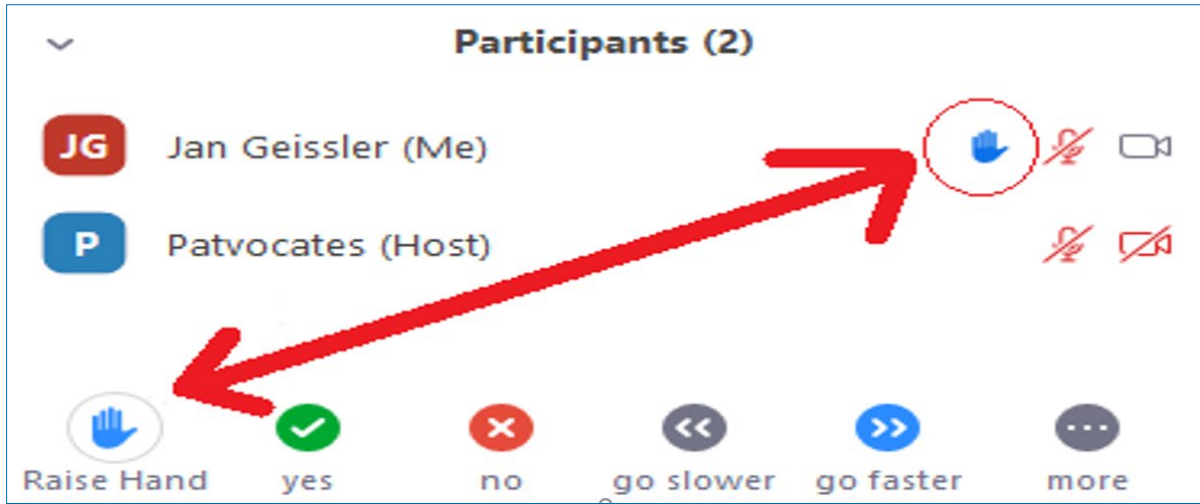 Participants (2)
JG Jan Geissler (Me)
P Patvocates (Host)
Raise Hand yes no go slower go faster more